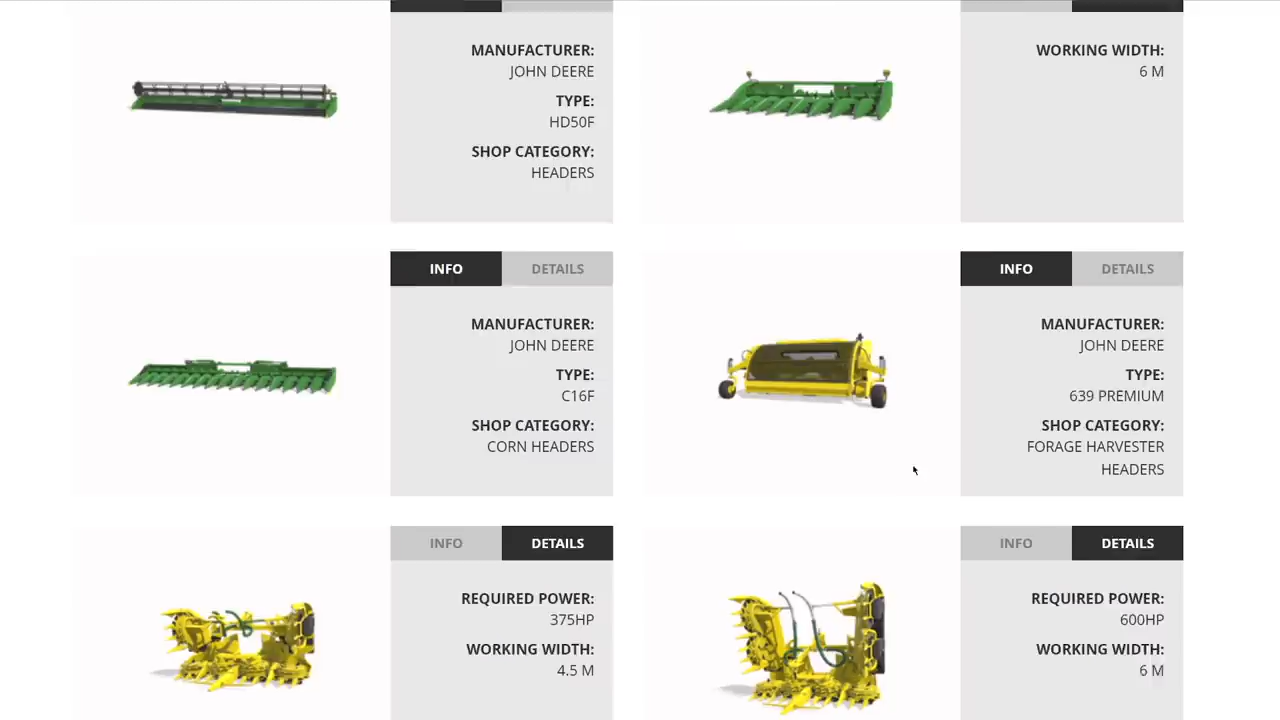 MANUFACTURER:
JOHN DEERE
TYPE:
HD50F
SHOP CATEGORY:
HEADERS
WORKING WIDTH:
6 M
INFO
DETAILS
MANUFACTURER:
JOHN DEERE
TYPE:
C16F
SHOP CATEGORY:
CORN HEADERS
INFO
DETAILS
MANUFACTURER:
JOHN DEERE
TYPE:
639 PREMIUM
SHOP CATEGORY:
FORAGE HARVESTER
HEADERS
INFO
DETAILS
REQUIRED POWER:
375HP
WORKING WIDTH:
4.5 M
INFO
DETAILS
REQUIRED POWER:
600HP
WORKING WIDTH:
6 M